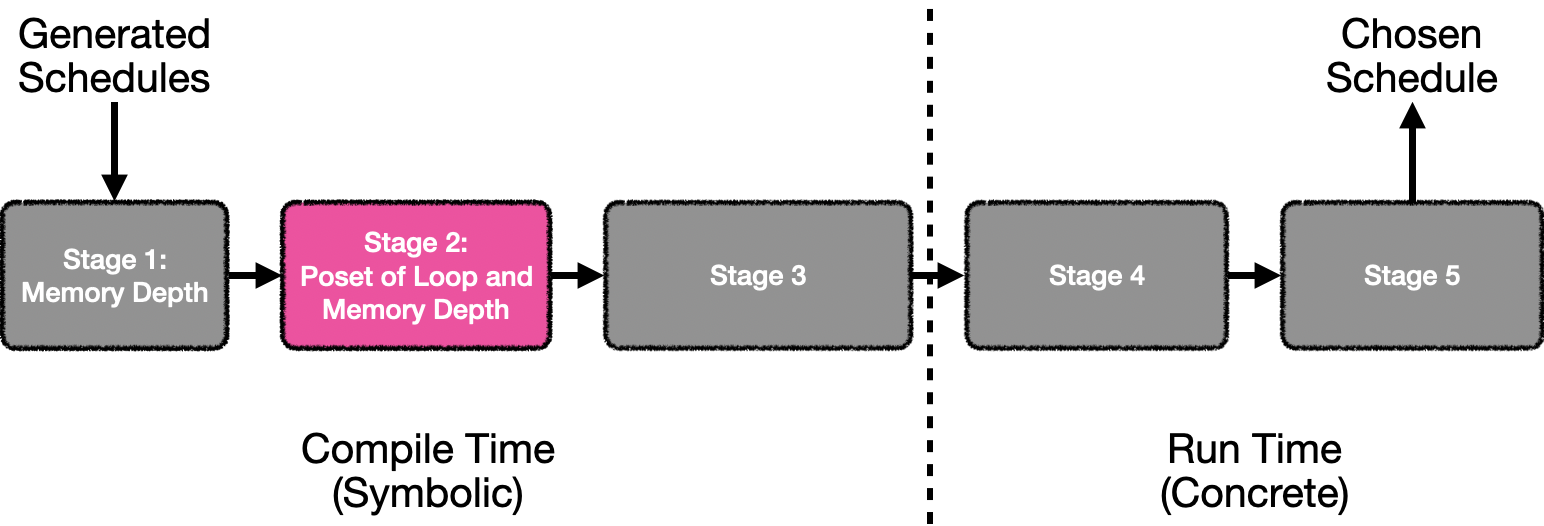 Generated
Schedules
Chosen
Schedule
Stage 1:
Memory Depth
Stage 2:
Poset of Loop and
Memory Depth
Stage 3
Stage 4
Stage 5
Compile Time
(Symbolic)
Run Time
(Concrete)